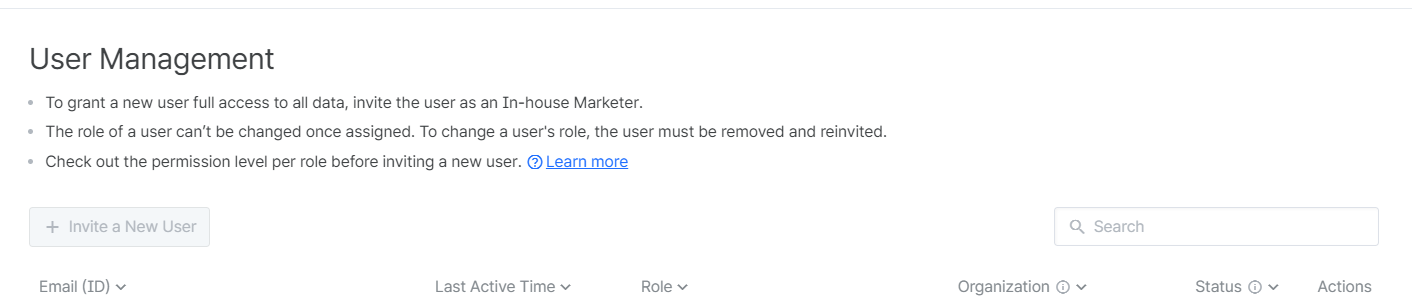 User Management
To grant a new user full access to all data, invite the user as an In-house Marketer.
The role of a user can’t be changed once assigned. To change a user's role, the user must be removed and reinvited.
Check out the permission level per role before inviting a new user. Learn more
+ Invite a New User Search
Email (ID) Last Active Time Role Organization Status Actions